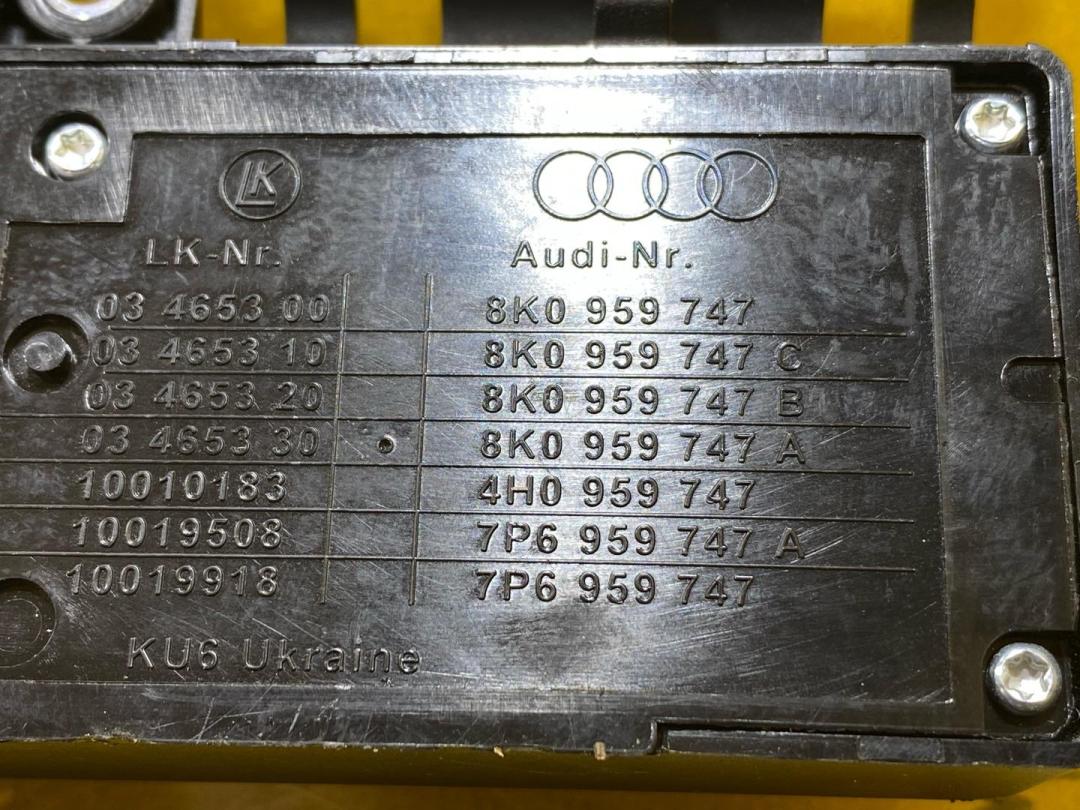 LK
LK-Nr. Audi-Nr.
03 4653 00 8K0 959 747
03 4653 10 8K0 959 747 C
03 4653 20 8K0 959 747 B
03 4653 30 8K0 959 747 A
10010183 4H0 959 747
10019508 7P6 959 747 A
10019918 7P6 959 747
KU6 Ukraine